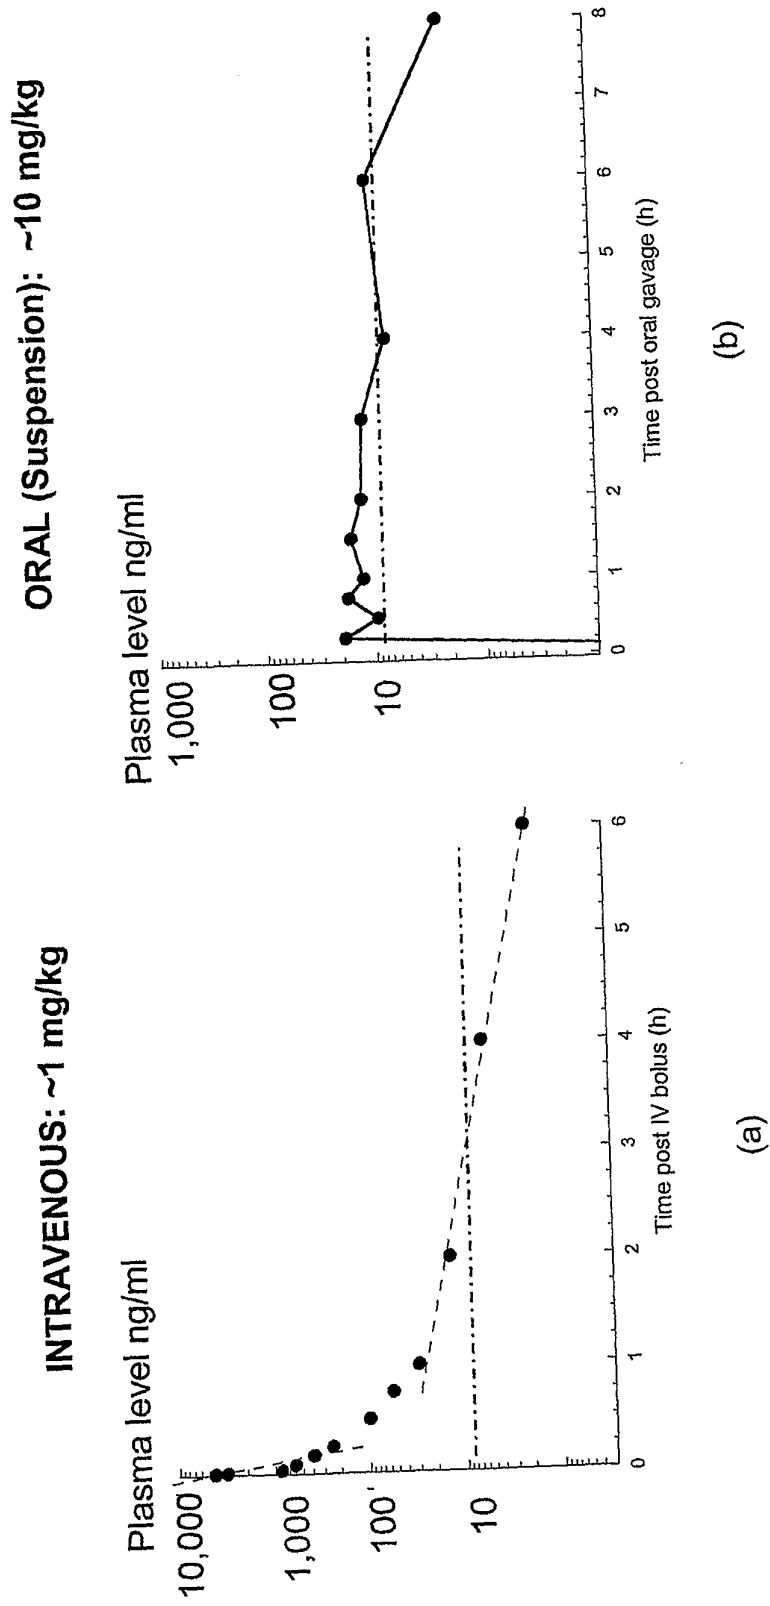 INTRAVENOUS: ~1 mg/kg
Plasma level ng/ml
10,000
1,000
100
10
0 1 2 3 4 5 6
Time post IV bolus (h)
(a)
ORAL (Suspension): ~10 mg/kg
Plasma level ng/ml
1,000
100
10
0 1 2 3 4 5 6 7 8
Time post oral gavage (h)
(b)